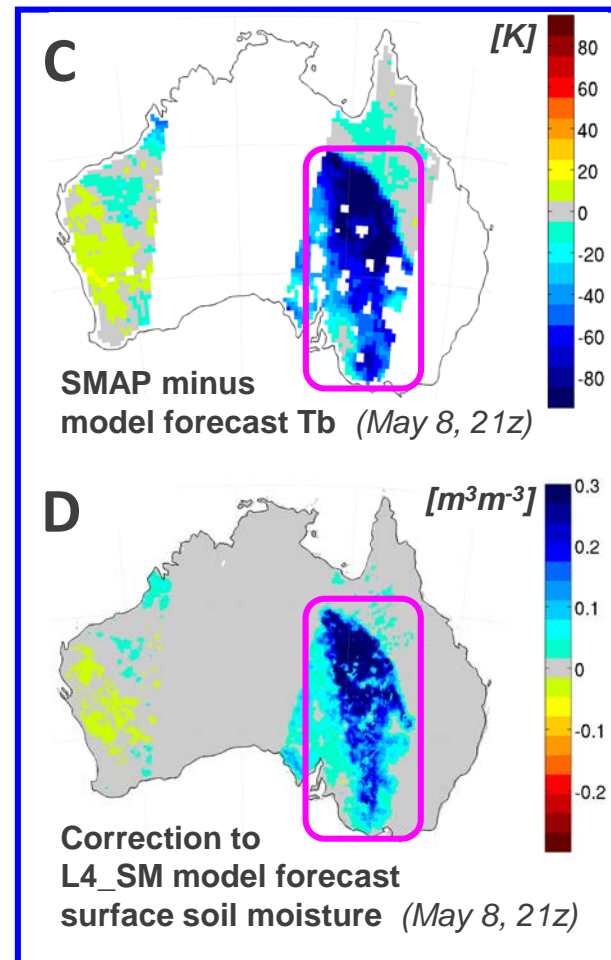 C
[K]
80
60
40
20
0
-20
-40
-60
-80
SMAP minus
model forecast Tb (May 8, 21z)
D
[m³m⁻³]
0.3
0.2
0.1
0
-0.1
-0.2
Correction to
L4_SM model forecast
surface soil moisture (May 8, 21z)